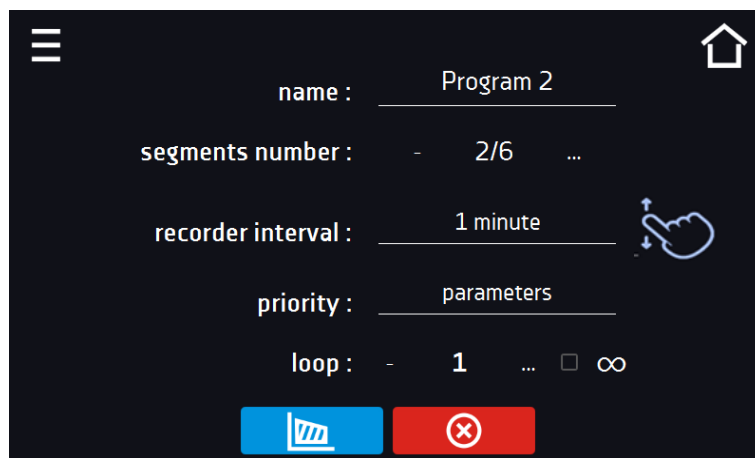 name : Program 2
segments number : - 2/6 ...
recorder interval : 1 minute
priority : parameters
loop : - 1 ... ∞